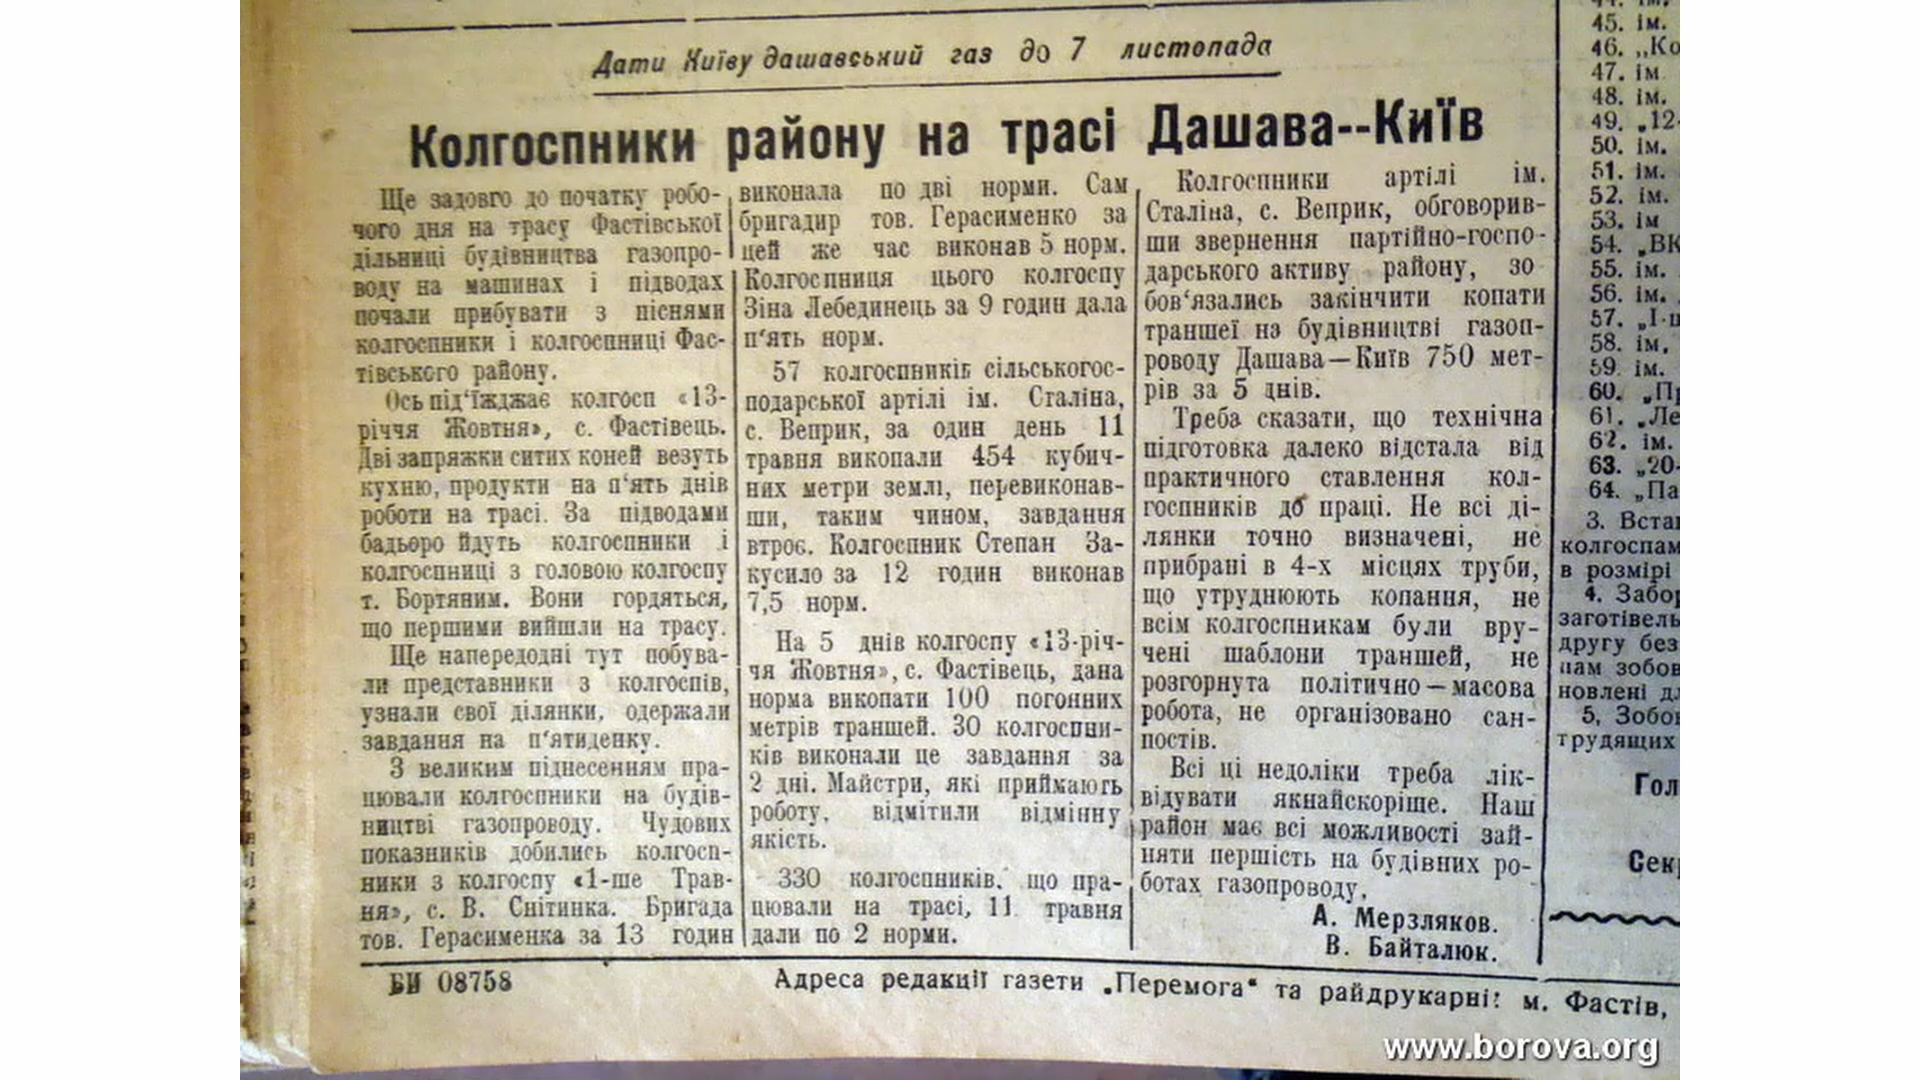 Дати Київу дашавський газ до 7 листопада
Колгоспники району на трасі Дашава--Київ
Ще задовго до початку робо-
чого дня на трасу Фастівської
дільниці будівництва газопро-
воду на машинах і підводах
почали прибувати з піснями
колгоспники і колгоспниці Фас-
тівського району.
Ось під‘їжджає колгосп «13-
річчя Жовтня», с. Фастівець.
Дві запряжки ситих коней везуть
кухню, продукти на п‘ять днів
роботи на трасі. За підводами
бадьоро йдуть колгоспники і
колгоспниці з головою колгоспу
т. Бортяним. Вони гордяться,
що першими вийшли на трасу.
Ще напередодні тут побува-
ли представники з колгоспів,
узнали свої ділянки, одержали
завдання на п‘ятиденку.
З великим піднесенням пра-
цювали колгоспники на будів-
ництві газопроводу. Чудових
показників добились колгосп-
ники з колгоспу «1-ше Трав-
ня», с. В. Снітинка. Бригада
тов. Герасименка за 13 годин
виконала по дві норми. Сам
бригадир тов. Герасименко за
цей же час виконав 5 норм.
Колгоспниця цього колгоспу
Зіна Лебединець за 9 годин дала
п‘ять норм.
57 колгоспників сільськогос-
подарської артілі ім. Сталіна,
с. Веприк, за один день 11
травня викопали 454 кубич-
них метри землі, перевиконав-
ши, таким чином, завдання
втроє. Колгоспник Степан За-
кусило за 12 годин виконав
7,5 норм.
На 5 днів колгоспу «13-річ-
чя Жовтня», с. Фастівець, дана
норма викопати 100 погонних
метрів траншей. 30 колгоспни-
ків виконали це завдання за
2 дні. Майстри, які приймають
роботу, відмітили відмінну
якість.
330 колгоспників, що пра-
цювали на трасі, 11 травня
дали по 2 норми.
Колгоспники артілі ім.
Сталіна, с. Веприк, обговорив-
ши звернення партійно-госпо-
дарського активу району, зо
бов‘язались закінчити копати
траншеї на будівництві газоп-
роводу Дашава—Київ 750 мет-
рів за 5 днів.
Треба сказати, що технічна
підготовка далеко відстала від
практичного ставлення кол-
госпників до праці. Не всі ді-
лянки точно визначені, не
прибрані в 4-х місцях труби,
що утруднюють копання, не
всім колгоспникам були вру-
чені шаблони траншей, не
розгорнута політично—масова
робота, не організовано сан-
постів.
Всі ці недоліки треба лік-
відувати якнайскоріше. Наш
район має всі можливості зай-
няти першість на будівних ро-
ботах газопроводу.
А. Мерзляков.
В. Байталюк.
45. ім.
46. „Ко
47. ім
48. ім.
49. „12-
50. ім.
51. ім.
52. ім.
53. ім
54. „ВК
55. ім.
56. ім.
57. „І-ш
58. ім.
59. ім.
60. „Пр
61. „Ле
62. ім.
63. „20-
64. „Па
3. Вста
колгоспам
в розмірі
4. Забор
заготівель
другу без
нам зобов
новлені дл
5, Зобов
трудящих
Гол
Сек
БИ 08758
Адреса редакції газети „Перемога“ та райдрукарні: м. Фастів,
www.borova.org